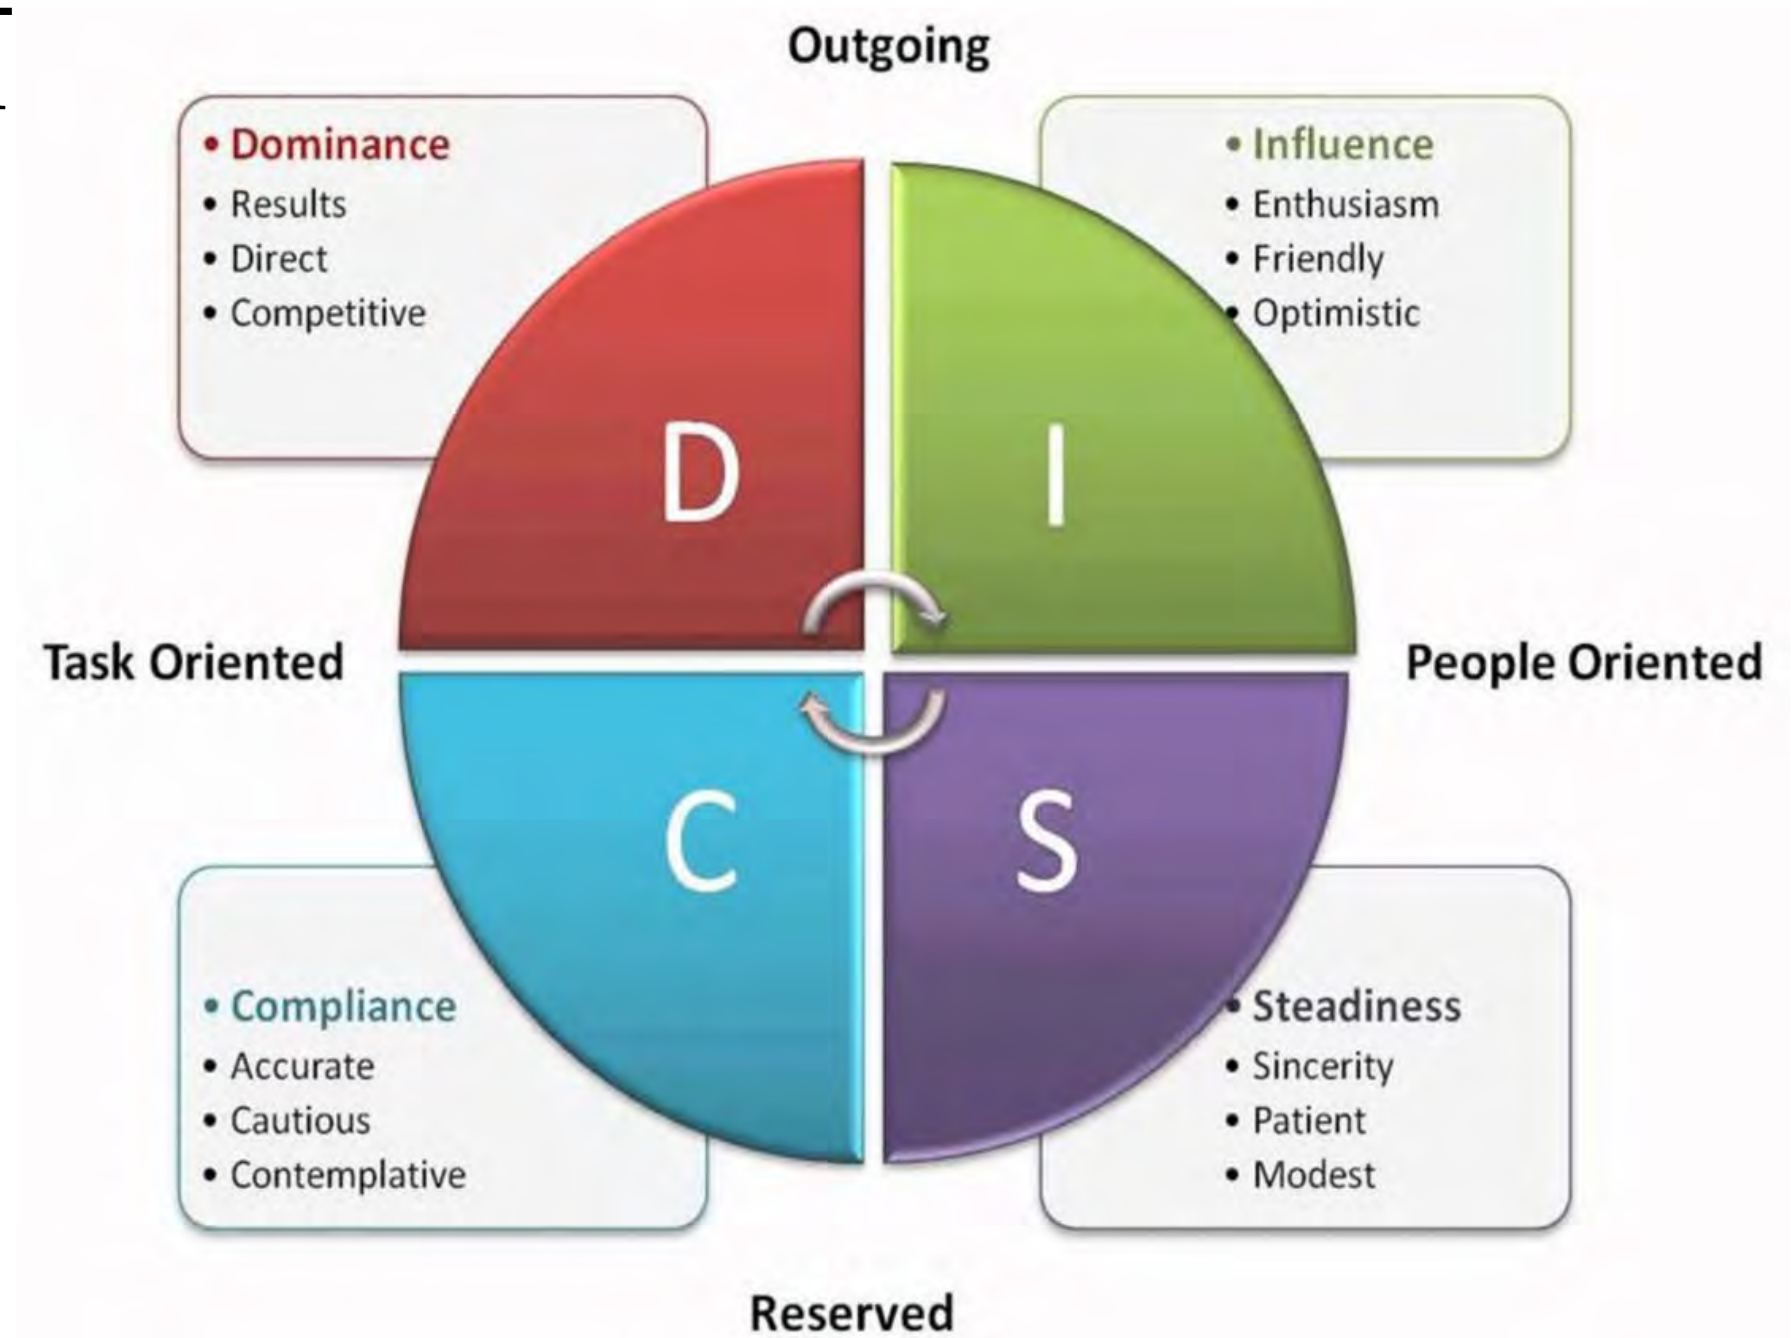 Outgoing
• Dominance
• Results
• Direct
• Competitive
• Influence
• Enthusiasm
• Friendly
• Optimistic
D
I
Task Oriented
People Oriented
C
S
• Compliance
• Accurate
• Cautious
• Contemplative
• Steadiness
• Sincerity
• Patient
• Modest
Reserved